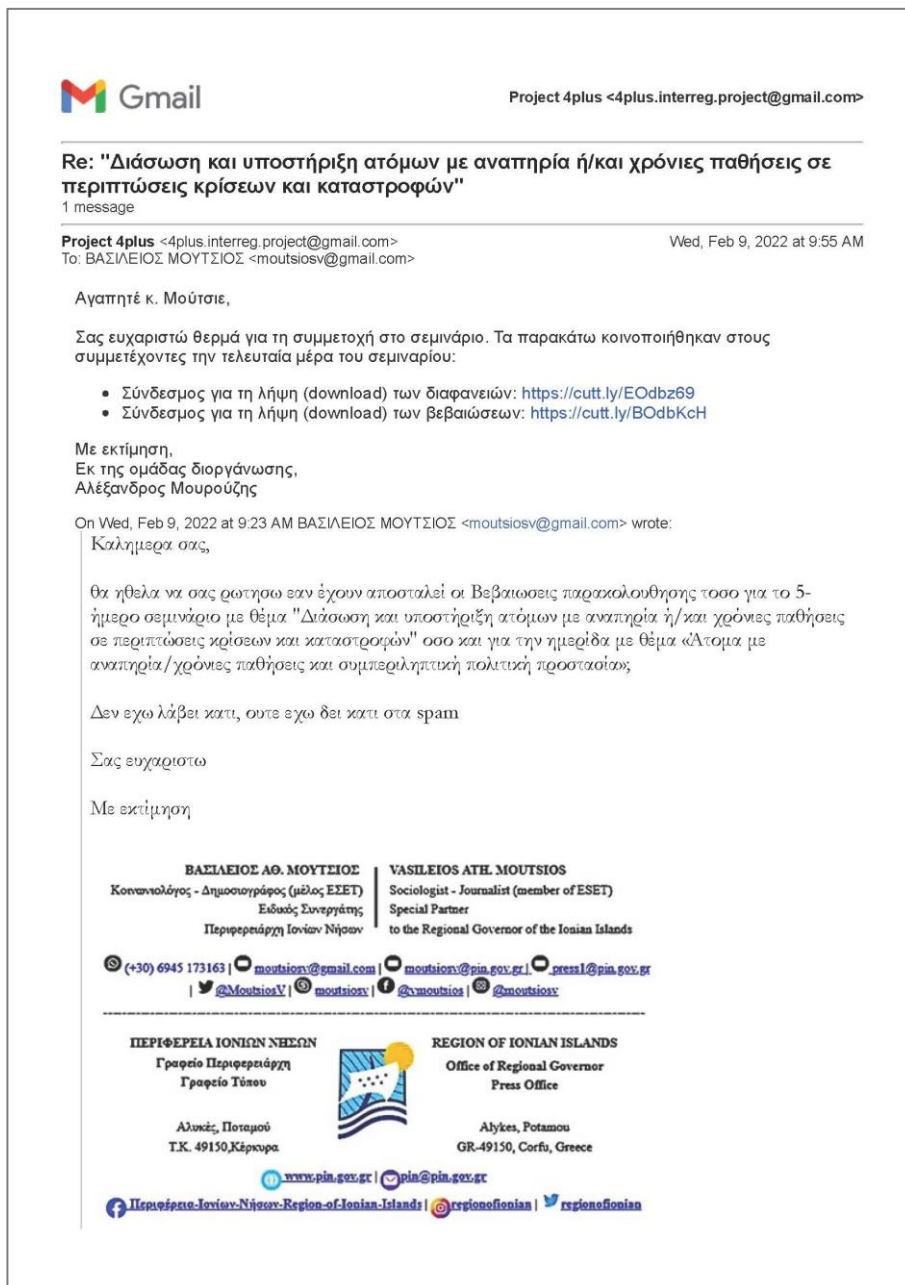 Gmail
Project 4plus <4plus.interreg.project@gmail.com>
Re: "Διάσωση και υποστήριξη ατόμων με αναπηρία ή/και χρόνιες παθήσεις σε
περιπτώσεις κρίσεων και καταστροφών"
1 message
Project 4plus <4plus.interreg.project@gmail.com>
Wed, Feb 9, 2022 at 9:55 AM
To: ΒΑΣΙΛΕΙΟΣ ΜΟΥΤΣΙΟΣ <moutsiosv@gmail.com>
Αγαπητέ κ. Μούτσιε,
Σας ευχαριστώ θερμά για τη συμμετοχή στο σεμινάριο. Τα παρακάτω κοινοποιήθηκαν στους
συμμετέχοντες την τελευταία μέρα του σεμιναρίου:
• Σύνδεσμος για τη λήψη (download) των διαφανειών: https://cutt.ly/EOdbz69
• Σύνδεσμος για τη λήψη (download) των βεβαιώσεων: https://cutt.ly/BOdbKcH
Με εκτίμηση,
Εκ της ομάδας διοργάνωσης,
Αλέξανδρος Μουρούζης
On Wed, Feb 9, 2022 at 9:23 AM ΒΑΣΙΛΕΙΟΣ ΜΟΥΤΣΙΟΣ <moutsiosv@gmail.com> wrote:
Καλημερα σας,
θα ηθελα να σας ρωτησω εαν έχουν αποσταλεί οι Βεβαιωσεις παρακολουθησης τοσο για το 5-
ήμερο σεμινάριο με θέμα "Διάσωση και υποστήριξη ατόμων με αναπηρία ή/και χρόνιες παθήσεις
σε περιπτώσεις κρίσεων και καταστροφών" οσο και για την ημερίδα με θέμα «Άτομα με
αναπηρία/χρόνιες παθήσεις και συμπεριληπτική πολιτική προστασία»;
Δεν εχω λάβει κατι, ουτε εχω δει κατι στα spam
Σας ευχαριστω
Με εκτίμηση
ΒΑΣΙΛΕΙΟΣ ΑΘ. ΜΟΥΤΣΙΟΣ
Κοινωνιολόγος - Δημοσιογράφος (μέλος ΕΣΕΤ)
Ειδικός Συνεργάτης
Περιφερειάρχη Ιονίων Νήσων
VASILEIOS ATH. MOUTSIOS
Sociologist - Journalist (member of ESET)
Special Partner
to the Regional Governor of the Ionian Islands
(+30) 6945 173163 | moutsiosv@gmail.com | moutsiosv@pin.gov.gr | press1@pin.gov.gr
| @MoutsiosV | moutsiosv | @vmoutsios | @moutsiosv
ΠΕΡΙΦΕΡΕΙΑ ΙΟΝΙΩΝ ΝΗΣΩΝ
Γραφείο Περιφερειάρχη
Γραφείο Τύπου
Αλυκές, Ποταμού
Τ.Κ. 49150,Κέρκυρα
REGION OF IONIAN ISLANDS
Office of Regional Governor
Press Office
Alykes, Potamou
GR-49150, Corfu, Greece
www.pin.gov.gr | pin@pin.gov.gr
Περιφέρεια-Ιονίων-Νήσων-Region-of-Ionian-Islands | regionofionian | regionofionian